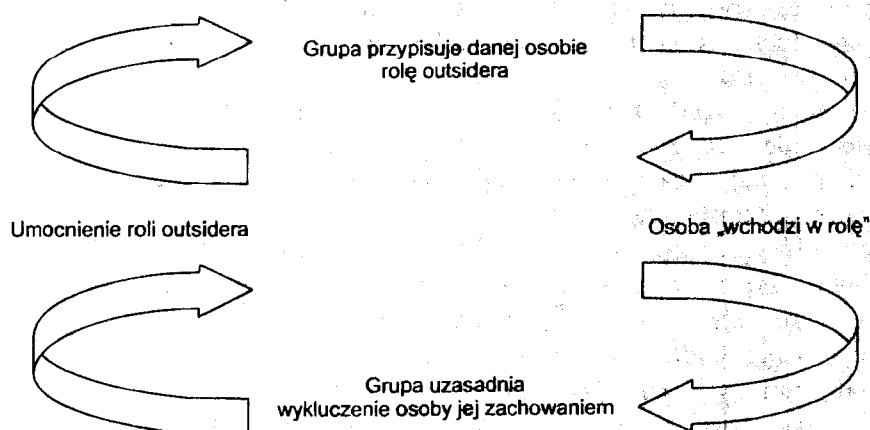 Grupa przypisuje danej osobie
rolę outsidera
Umocnienie roli outsidera
Osoba „wchodzi w rolę"
Grupa uzasadnia
wykluczenie osoby jej zachowaniem